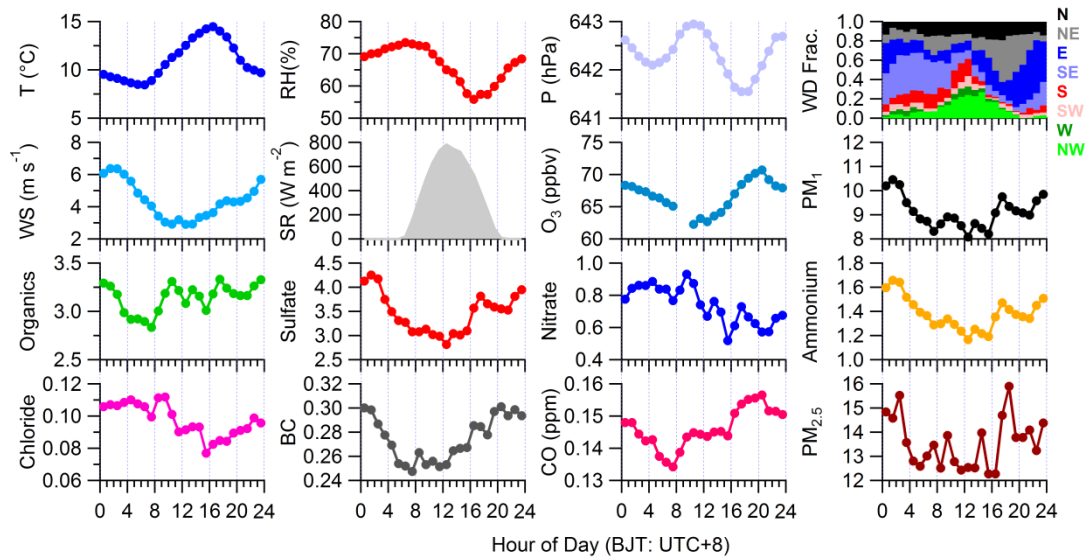 T (°C)
15
10
5
RH(%)
80
70
60
50
P (hPa)
643
642
641
WD Frac.
1.0
0.8
0.6
0.4
0.2
0.0
N
NE
E
SE
S
SW
W
NW
WS (m s-1)
8
6
4
2
SR (W m-2)
800
600
400
200
0
O3 (ppbv)
75
70
65
60
PM1
12
11
10
9
8
Organics
3.5
3.0
2.5
Sulfate
4.5
4.0
3.5
3.0
2.5
Nitrate
1.0
0.8
0.6
0.4
Ammonium
1.8
1.6
1.4
1.2
1.0
Chloride
0.12
0.10
0.08
0.06
BC
0.32
0.30
0.28
0.26
0.24
CO (ppm)
0.16
0.15
0.14
0.13
PM2.5
16
15
14
13
12
0 4 8 12 16 20 24
0 4 8 12 16 20 24
0 4 8 12 16 20 24
0 4 8 12 16 20 24
Hour of Day (BJT: UTC+8)